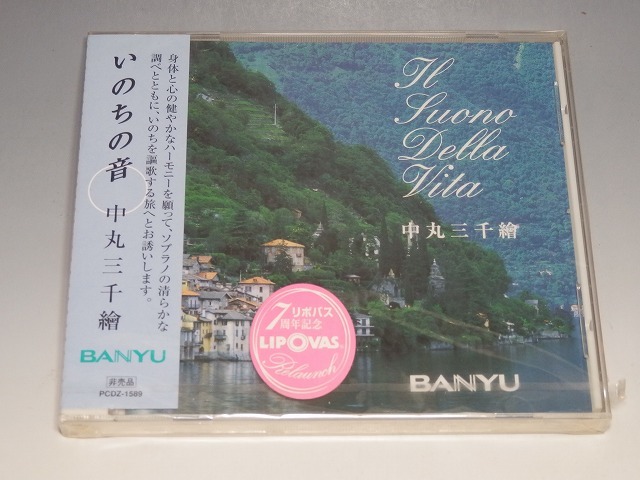 いのちの音
中丸三千繪
身体と心の健やかなハーモニーを願って、ソプラノの清らかな
調べとともに、いのちを謳歌する旅へとお誘いします。
BANYU
非売品
PCDZ-1589
Il
Suono
Della
Vita
中丸三千繪
7リポバス
周年記念
LIPOVAS
Relaunch
BANYU